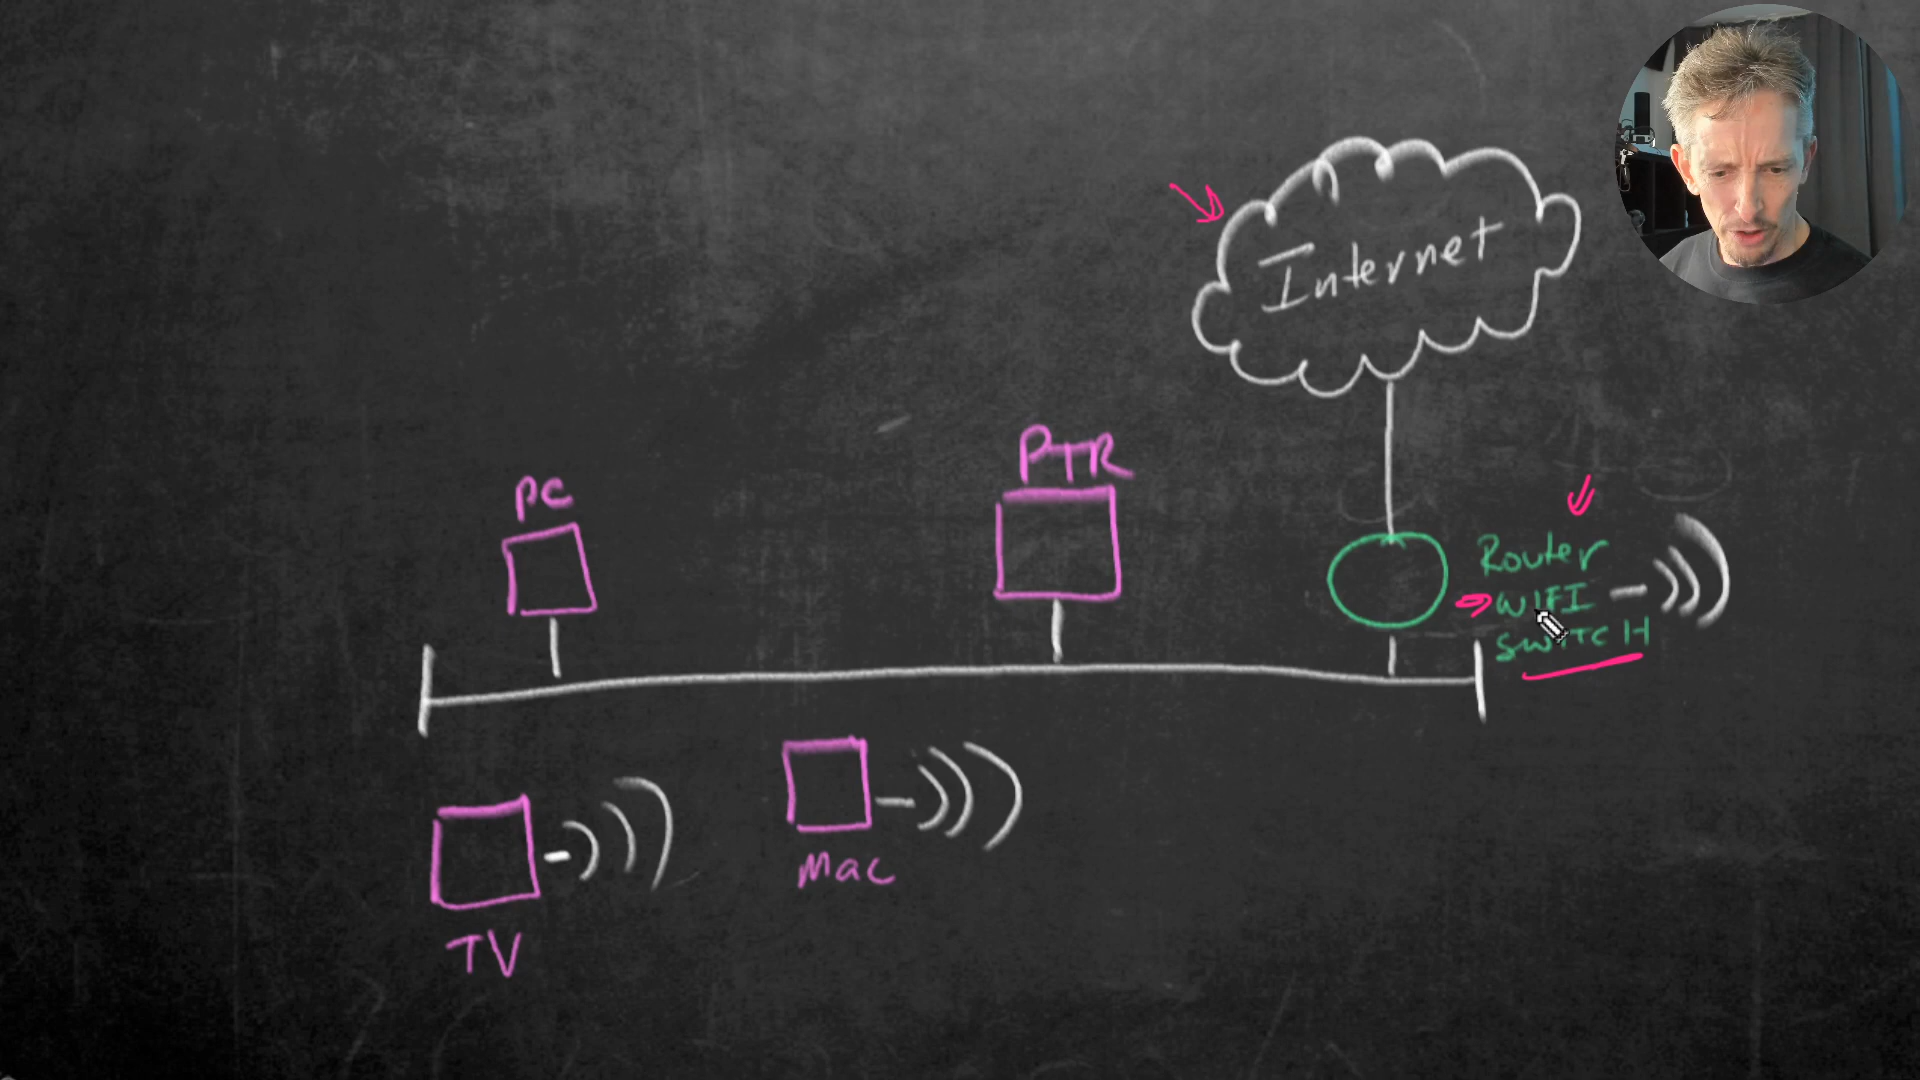 Internet
PTR
PC
Router
WIFI
SWITCH
Mac
TV